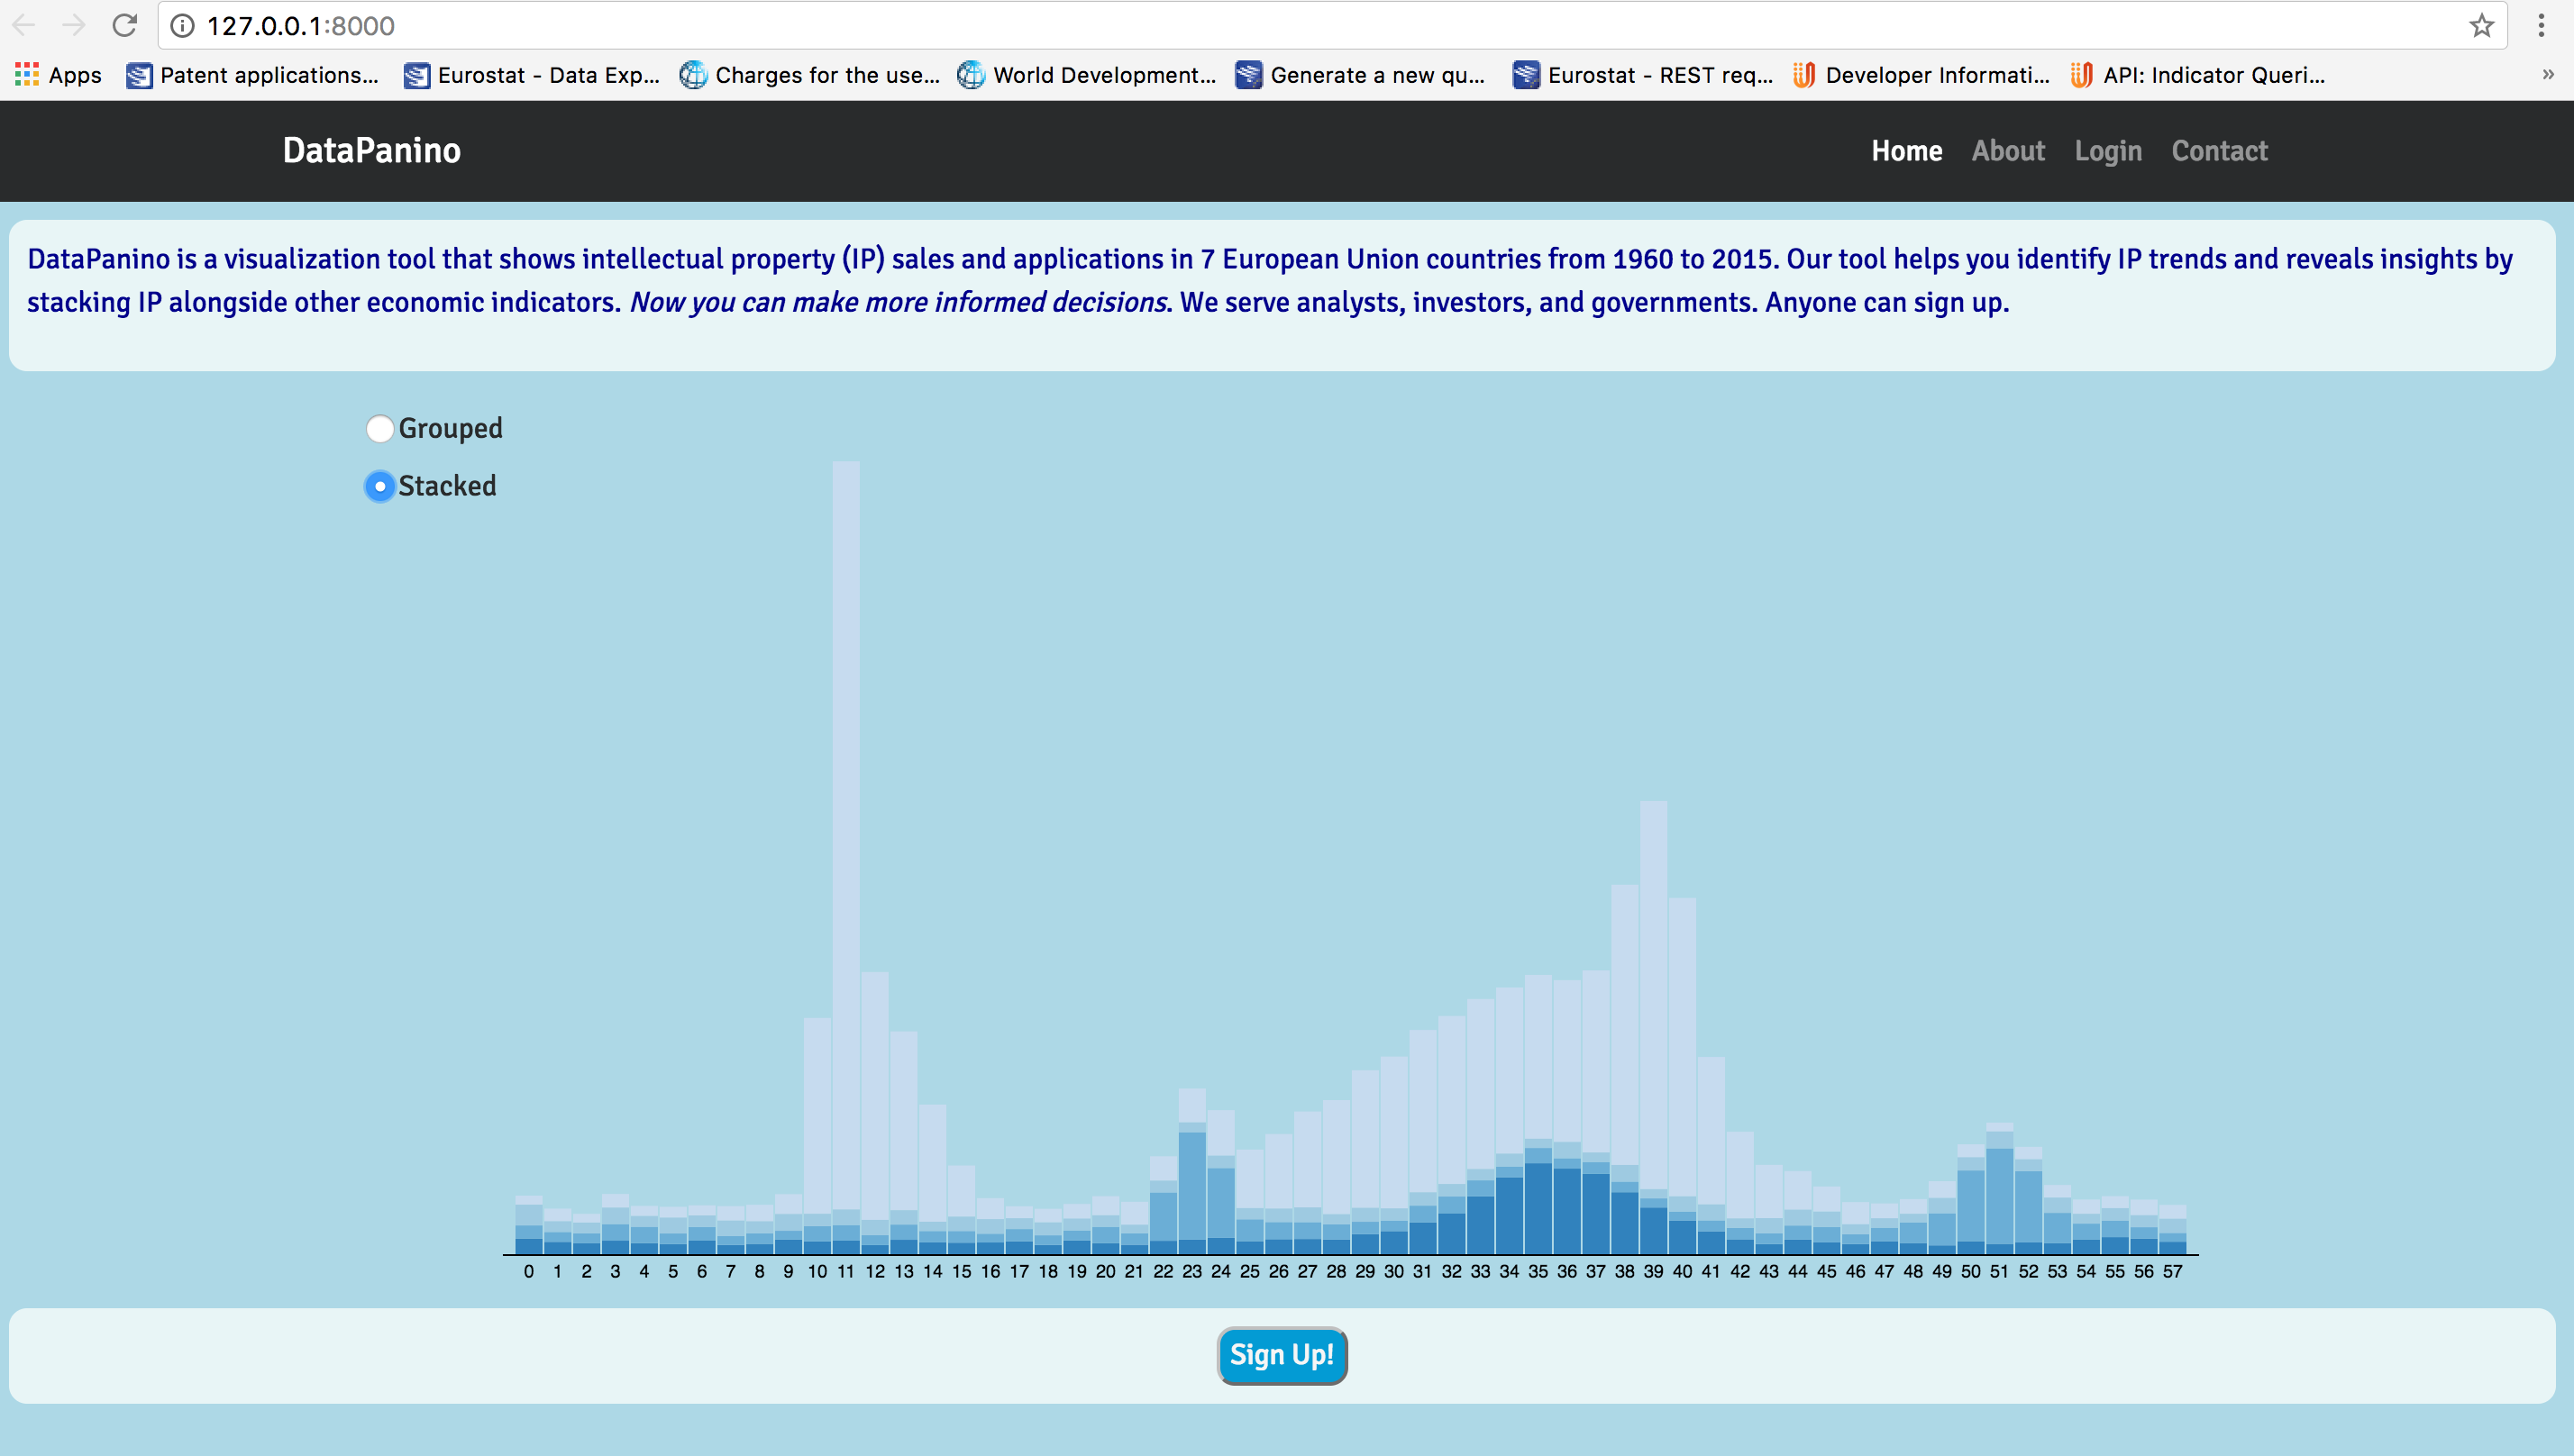 127.0.0.1:8000
Apps Patent applications... Eurostat - Data Exp... Charges for the use... World Development... Generate a new qu... Eurostat - REST req... Developer Informati... API: Indicator Queri... »
DataPanino Home About Login Contact
DataPanino is a visualization tool that shows intellectual property (IP) sales and applications in 7 European Union countries from 1960 to 2015. Our tool helps you identify IP trends and reveals insights by
stacking IP alongside other economic indicators. Now you can make more informed decisions. We serve analysts, investors, and governments. Anyone can sign up.
Grouped
Stacked
0 1 2 3 4 5 6 7 8 9 10 11 12 13 14 15 16 17 18 19 20 21 22 23 24 25 26 27 28 29 30 31 32 33 34 35 36 37 38 39 40 41 42 43 44 45 46 47 48 49 50 51 52 53 54 55 56 57
Sign Up!